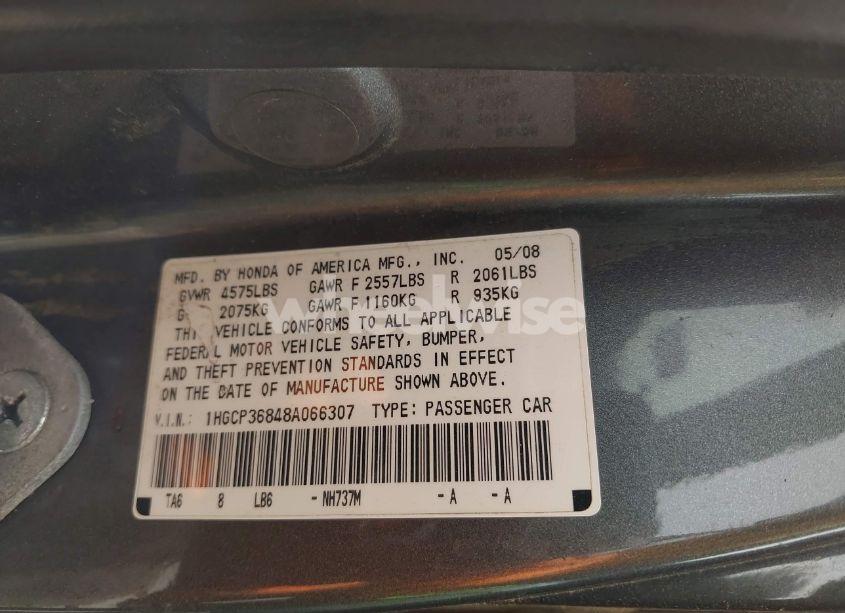 MFD. BY HONDA OF AMERICA MFG., INC. 05/08
GVWR 4575LBS GAWR F 2557LBS R 2061LBS
G 2075KG GAWR F 1160KG R 935KG
THI VEHICLE CONFORMS TO ALL APPLICABLE
FEDERAL MOTOR VEHICLE SAFETY, BUMPER,
AND THEFT PREVENTION STANDARDS IN EFFECT
ON THE DATE OF MANUFACTURE SHOWN ABOVE.
V.I.N.: 1HGCP36848A066307 TYPE: PASSENGER CAR
TA6 8 LB6 -NH737M -A -A
wheelwise